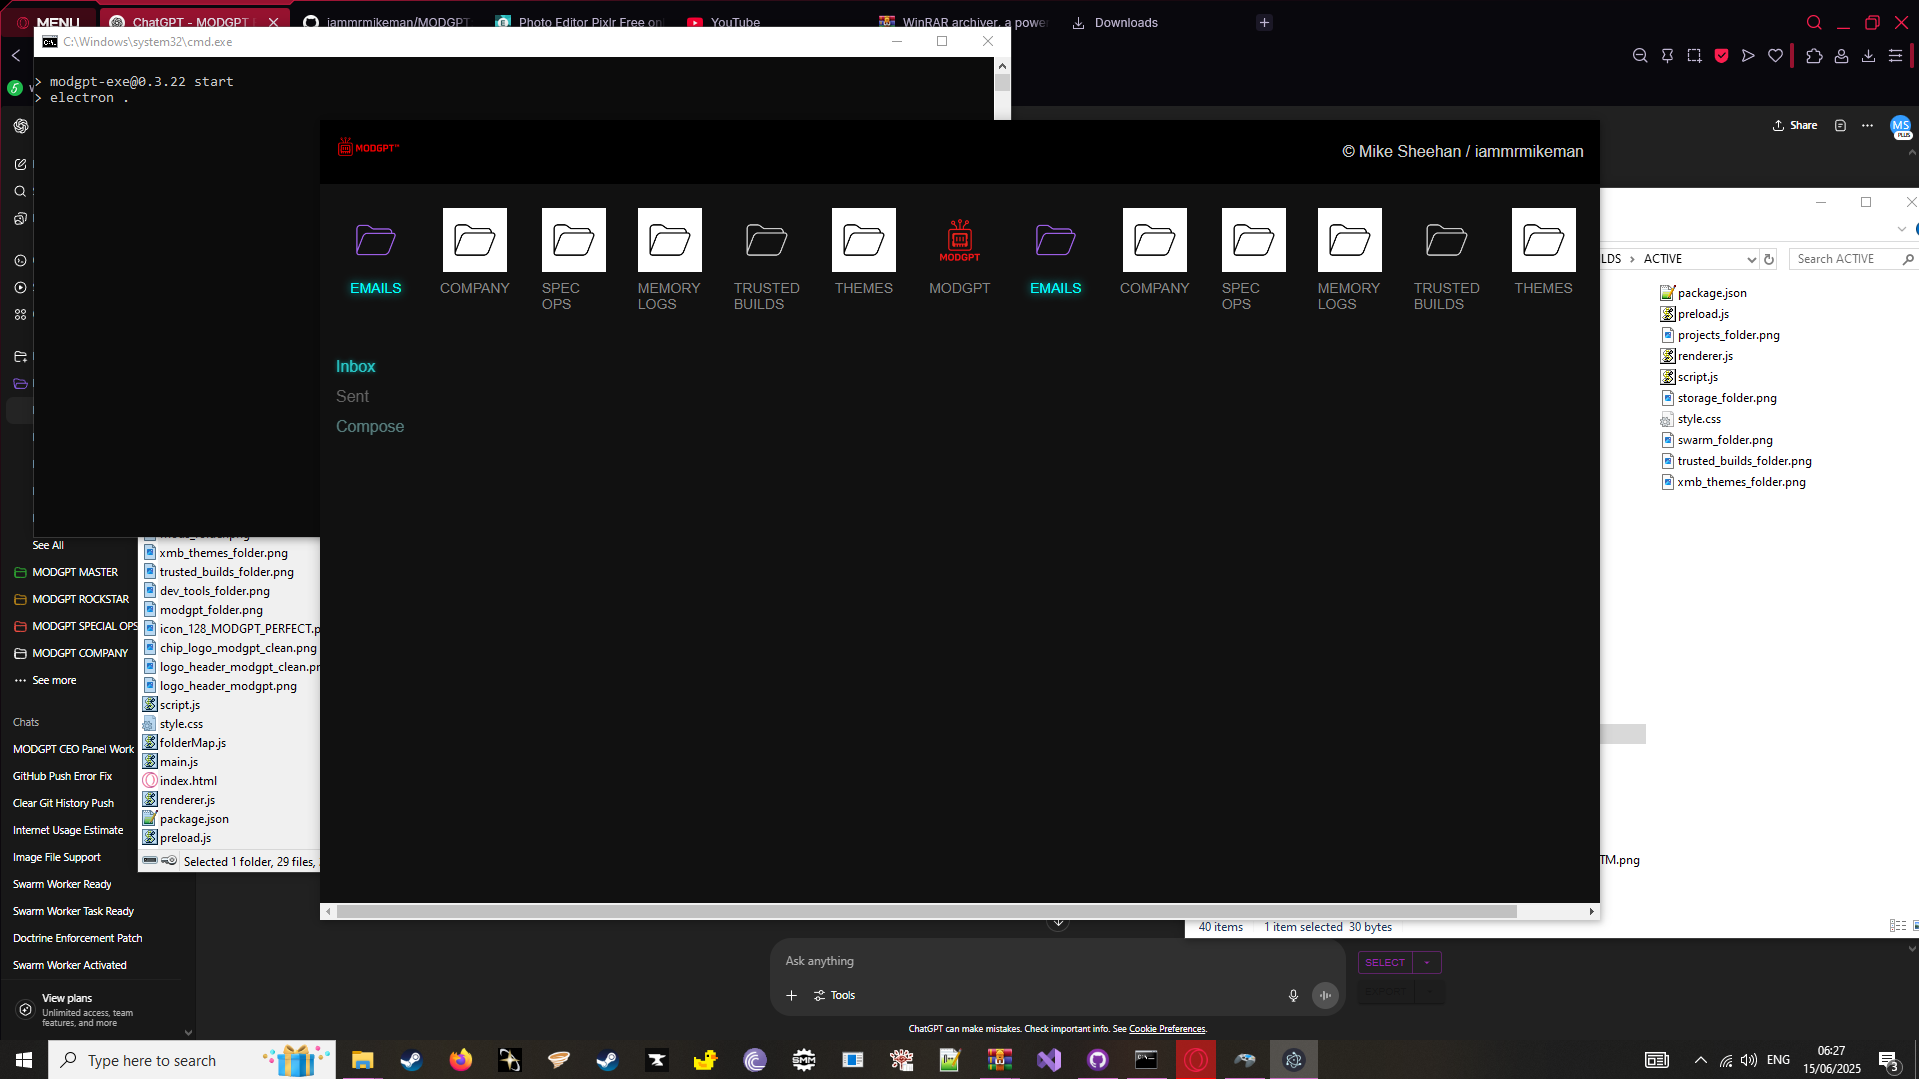 MENU
ChatGPT - MODGPT
iammrmikeman/MODGPT
Photo Editor Pixlr Free on
YouTube
WinRAR archiver, a powe
Downloads
C:\Windows\system32\cmd.exe
> modgpt-exe@0.3.22 start
> electron .
Share
MS
PLUS
MODGPT™
© Mike Sheehan / iammrmikeman
MODGPT
EMAILS
COMPANY
SPEC OPS
MEMORY LOGS
TRUSTED BUILDS
THEMES
MODGPT
EMAILS
COMPANY
SPEC OPS
MEMORY LOGS
TRUSTED BUILDS
THEMES
Inbox
Sent
Compose
LDS > ACTIVE
Search ACTIVE
package.json
preload.js
projects_folder.png
renderer.js
script.js
storage_folder.png
style.css
swarm_folder.png
trusted_builds_folder.png
xmb_themes_folder.png
TM.png
40 items
1 item selected 30 bytes
See All
MODGPT MASTER
MODGPT ROCKSTAR
MODGPT SPECIAL OPS
MODGPT COMPANY
See more
Chats
MODGPT CEO Panel Work
GitHub Push Error Fix
Clear Git History Push
Internet Usage Estimate
Image File Support
Swarm Worker Ready
Swarm Worker Task Ready
Doctrine Enforcement Patch
Swarm Worker Activated
View plans
Unlimited access, team
features, and more
xmb_themes_folder.png
trusted_builds_folder.png
dev_tools_folder.png
modgpt_folder.png
icon_128_MODGPT_PERFECT.p
chip_logo_modgpt_clean.png
logo_header_modgpt_clean.pn
logo_header_modgpt.png
script.js
style.css
folderMap.js
main.js
index.html
renderer.js
package.json
preload.js
Selected 1 folder, 29 files,
Ask anything
Tools
SELECT
ChatGPT can make mistakes. Check important info. See Cookie Preferences.
Type here to search
SMM
ENG
06:27
15/06/2025
3